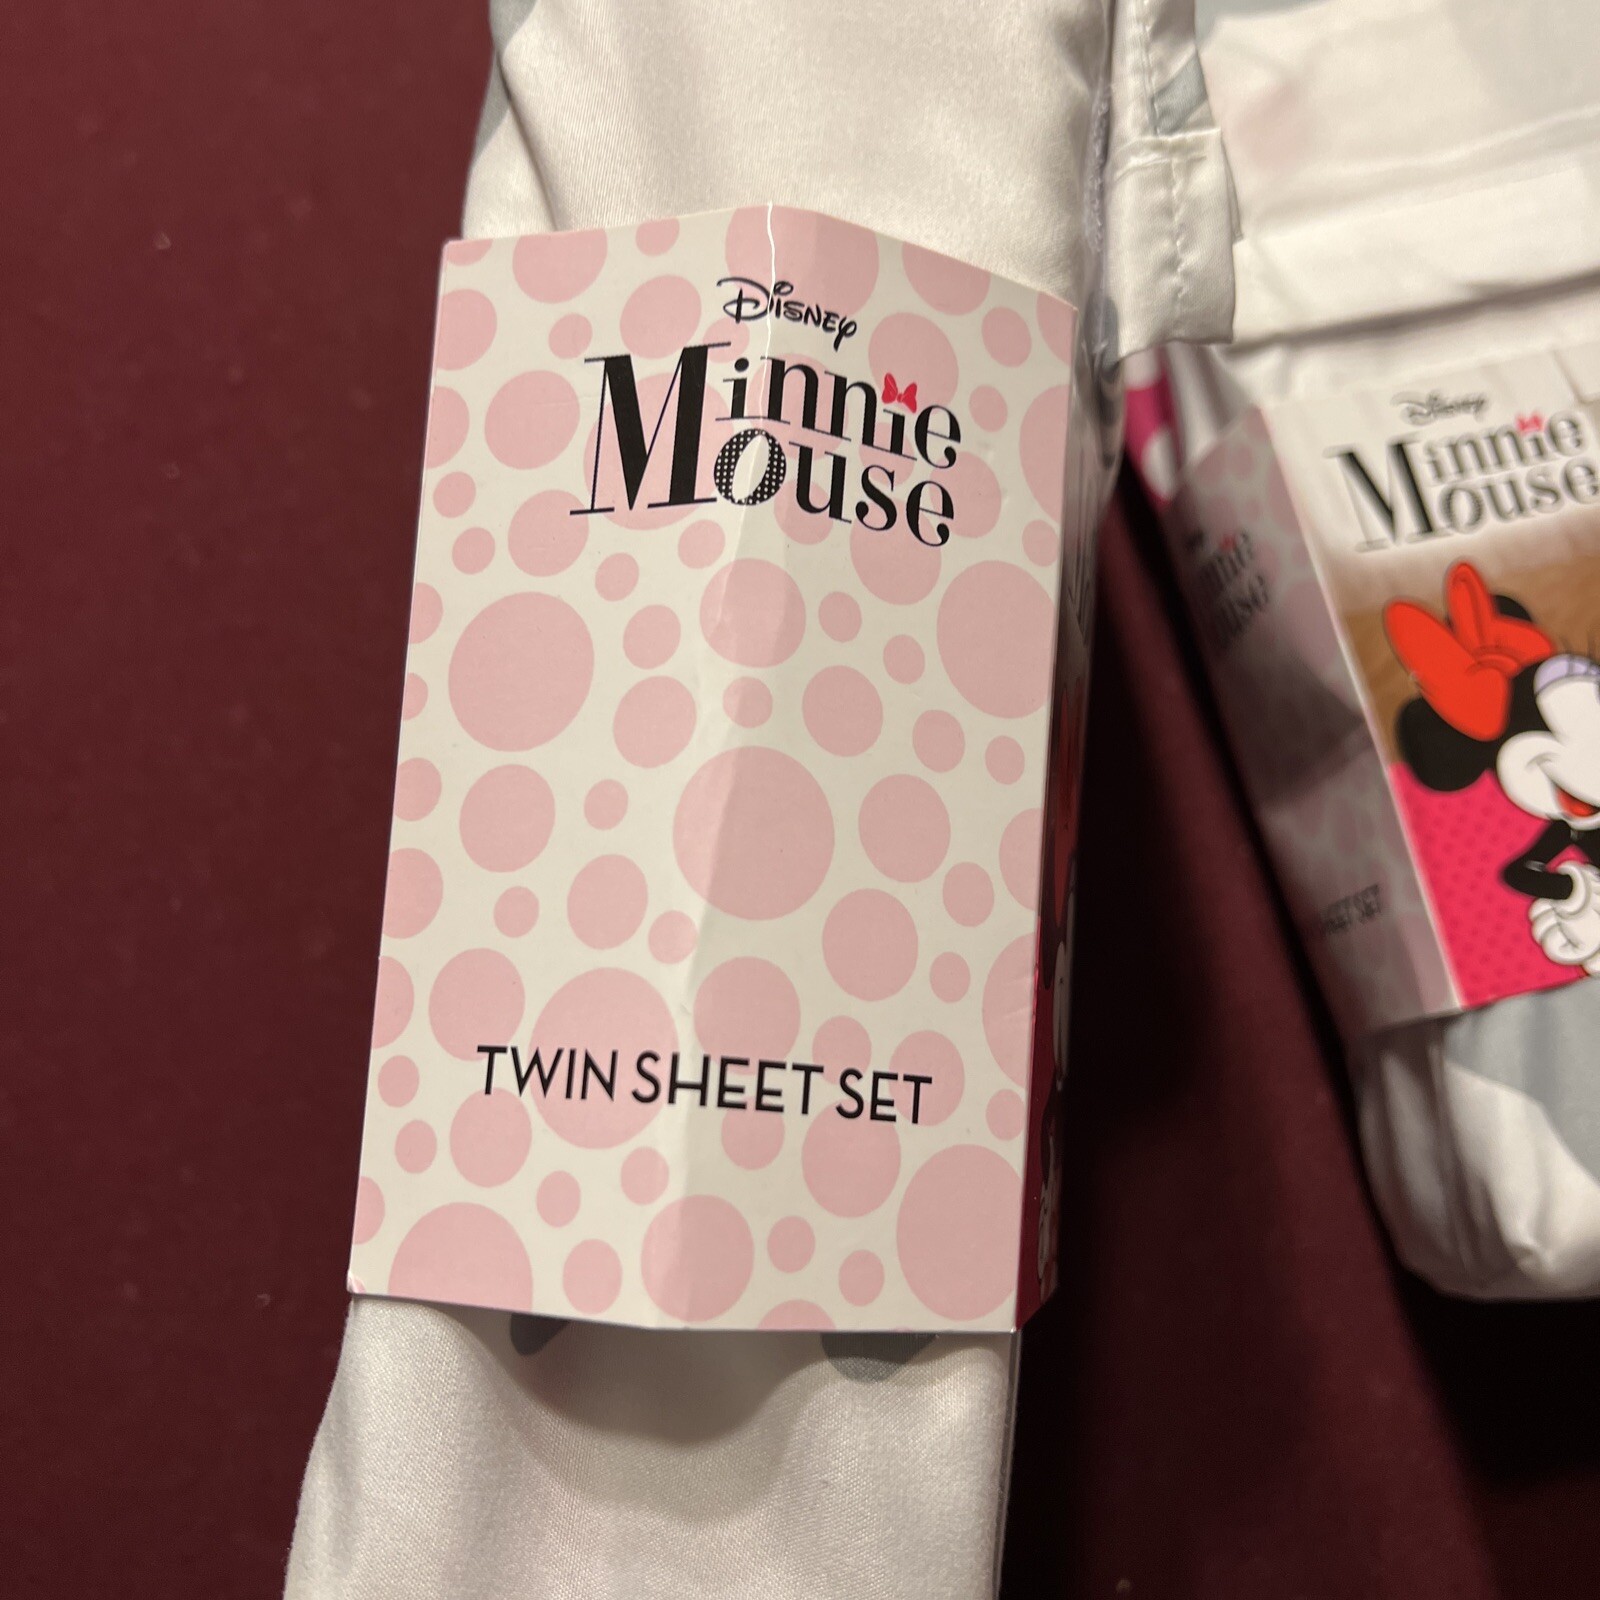 Disney
Minnie
Mouse
TWIN SHEET SET
Disney
Minnie
Mouse